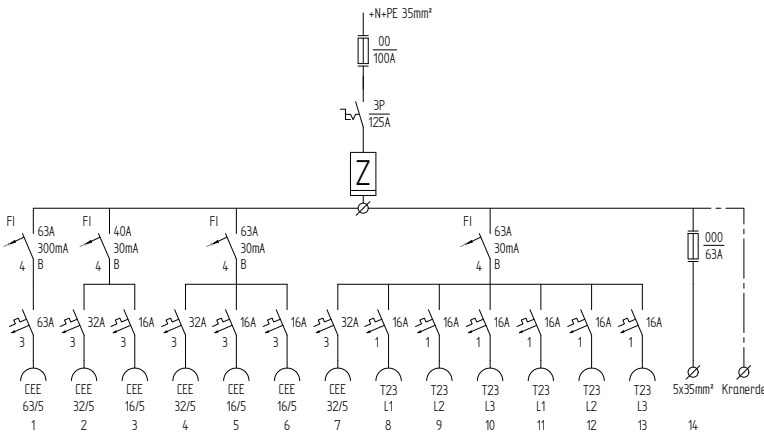 +N+PE 35mm²
00
100A
3P
125A
Z
FI 63A FI 40A FI 63A FI 63A
300mA 30mA 30mA 30mA
4 B 4 B 4 B 4 B
000
63A
63A 32A 16A 32A 16A 16A 32A 16A 16A 16A 16A 16A 16A
3 3 3 3 3 3 3 1 1 1 1 1 1
CEE CEE CEE CEE CEE CEE CEE T23 T23 T23 T23 T23 T23 5x35mm² Kranerde
63/5 32/5 16/5 32/5 16/5 16/5 32/5 L1 L2 L3 L1 L2 L3
1 2 3 4 5 6 7 8 9 10 11 12 13 14